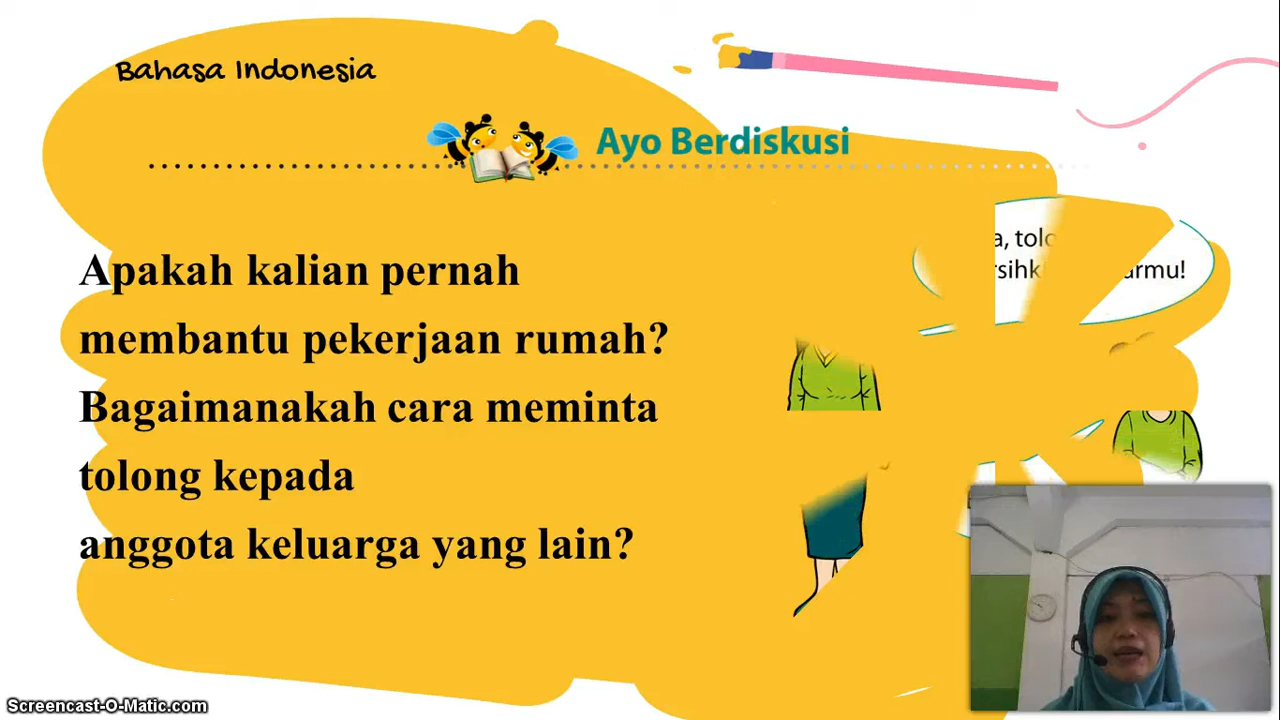 Bahasa Indonesia
Ayo Berdiskusi
Apakah kalian pernah
membantu pekerjaan rumah?
Bagaimanakah cara meminta
tolong kepada
anggota keluarga yang lain?
Screencast-O-Matic.com